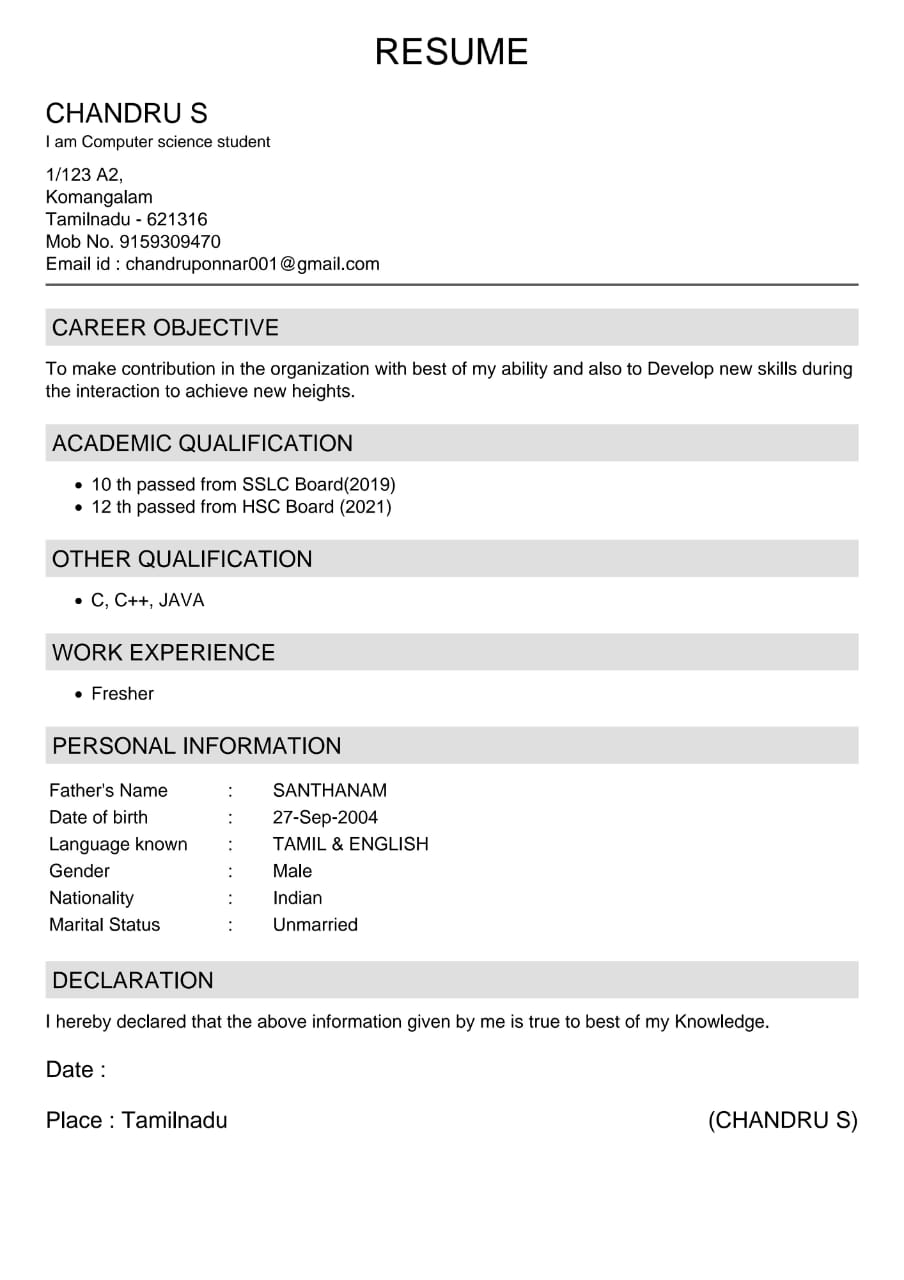 RESUME
CHANDRU S
I am Computer science student
1/123 A2,
Komangalam
Tamilnadu - 621316
Mob No. 9159309470
Email id : chandruponnar001@gmail.com
CAREER OBJECTIVE
To make contribution in the organization with best of my ability and also to Develop new skills during
the interaction to achieve new heights.
ACADEMIC QUALIFICATION
• 10 th passed from SSLC Board(2019)
• 12 th passed from HSC Board (2021)
OTHER QUALIFICATION
• C, C++, JAVA
WORK EXPERIENCE
• Fresher
PERSONAL INFORMATION
Father's Name : SANTHANAM
Date of birth : 27-Sep-2004
Language known : TAMIL & ENGLISH
Gender : Male
Nationality : Indian
Marital Status : Unmarried
DECLARATION
I hereby declared that the above information given by me is true to best of my Knowledge.
Date :
Place : Tamilnadu (CHANDRU S)